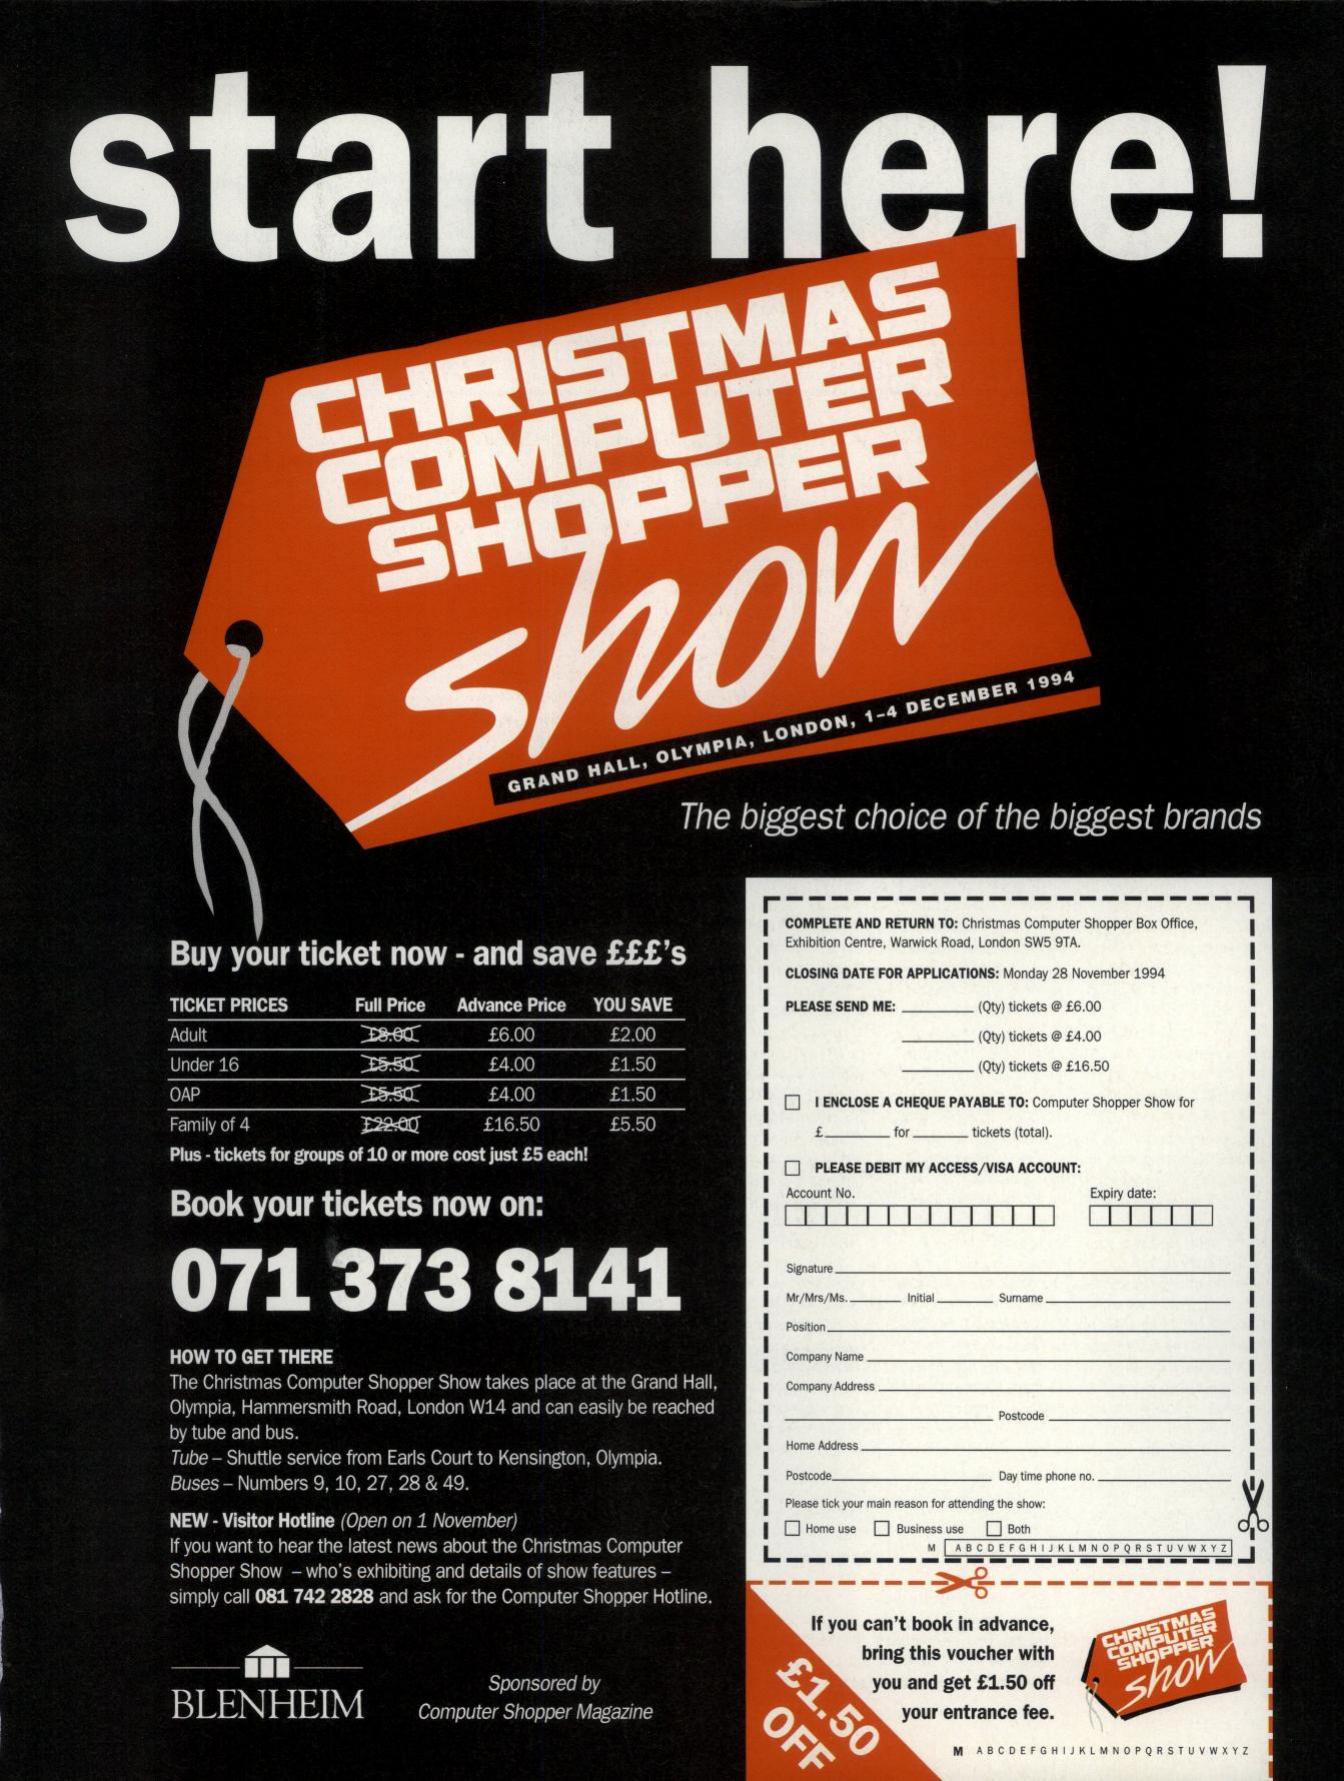 start here!
CHRISTMAS
COMPUTER
SHOPPER
show
GRAND HALL, OLYMPIA, LONDON, 1–4 DECEMBER 1994
The biggest choice of the biggest brands
Buy your ticket now - and save £££'s
TICKET PRICES Full Price Advance Price YOU SAVE
Adult £8.00 £6.00 £2.00
Under 16 £5.50 £4.00 £1.50
OAP £5.50 £4.00 £1.50
Family of 4 £22.00 £16.50 £5.50
Plus - tickets for groups of 10 or more cost just £5 each!
Book your tickets now on:
071 373 8141
HOW TO GET THERE
The Christmas Computer Shopper Show takes place at the Grand Hall,
Olympia, Hammersmith Road, London W14 and can easily be reached
by tube and bus.
Tube – Shuttle service from Earls Court to Kensington, Olympia.
Buses – Numbers 9, 10, 27, 28 & 49.
NEW - Visitor Hotline (Open on 1 November)
If you want to hear the latest news about the Christmas Computer
Shopper Show – who's exhibiting and details of show features –
simply call 081 742 2828 and ask for the Computer Shopper Hotline.
BLENHEIM
Sponsored by
Computer Shopper Magazine
COMPLETE AND RETURN TO: Christmas Computer Shopper Box Office,
Exhibition Centre, Warwick Road, London SW5 9TA.
CLOSING DATE FOR APPLICATIONS: Monday 28 November 1994
PLEASE SEND ME: ________ (Qty) tickets @ £6.00
________ (Qty) tickets @ £4.00
________ (Qty) tickets @ £16.50
I ENCLOSE A CHEQUE PAYABLE TO: Computer Shopper Show for
£________ for ______ tickets (total).
PLEASE DEBIT MY ACCESS/VISA ACCOUNT:
Account No. Expiry date:
Signature
Mr/Mrs/Ms. Initial Surname
Position
Company Name
Company Address
Postcode
Home Address
Postcode Day time phone no.
Please tick your main reason for attending the show:
Home use Business use Both
M A B C D E F G H I J K L M N O P Q R S T U V W X Y Z
£1.50
OFF
If you can't book in advance,
bring this voucher with
you and get £1.50 off
your entrance fee.
CHRISTMAS
COMPUTER
SHOPPER
show
M A B C D E F G H I J K L M N O P Q R S T U V W X Y Z